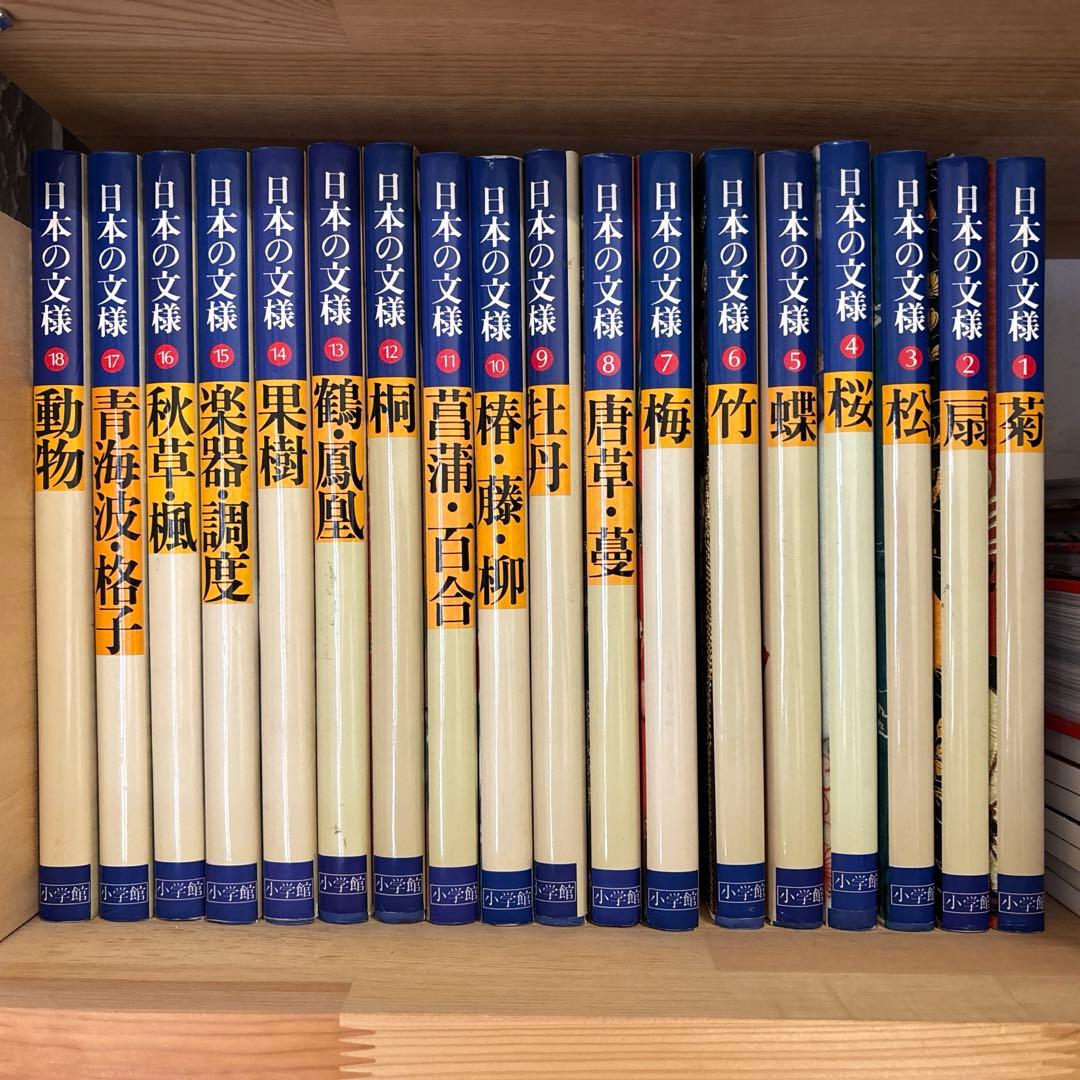 日本の文様 18 動物 小学館
日本の文様 17 青海波・格子 小学館
日本の文様 16 秋草・楓 小学館
日本の文様 15 楽器・調度 小学館
日本の文様 14 果樹 小学館
日本の文様 13 鶴・鳳凰 小学館
日本の文様 12 桐 小学館
日本の文様 11 菖蒲・百合 小学館
日本の文様 10 椿・藤・柳 小学館
日本の文様 9 牡丹 小学館
日本の文様 8 唐草・蔓 小学館
日本の文様 7 梅 小学館
日本の文様 6 竹 小学館
日本の文様 5 蝶 小学館
日本の文様 4 桜 小学館
日本の文様 3 松 小学館
日本の文様 2 扇 小学館
日本の文様 1 菊 小学館